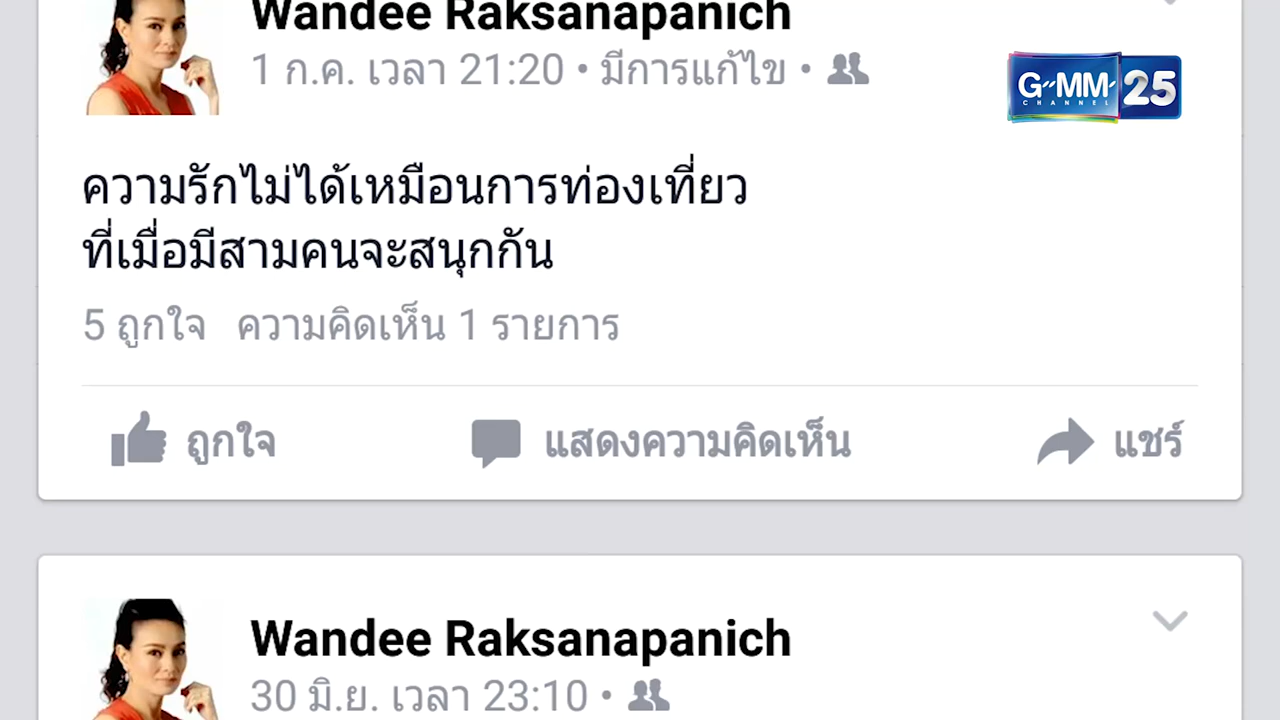 Wandee Raksanapanich
1 ก.ค. เวลา 21:20 • มีการแก้ไข •
G-MM-
CHANNEL
25
ความรักไม่ได้เหมือนการท่องเที่ยว
ที่เมื่อมีสามคนจะสนุกกัน
5 ถูกใจ ความคิดเห็น 1 รายการ
ถูกใจ แสดงความคิดเห็น แชร์
Wandee Raksanapanich
30 มิ.ย. เวลา 23:10 •